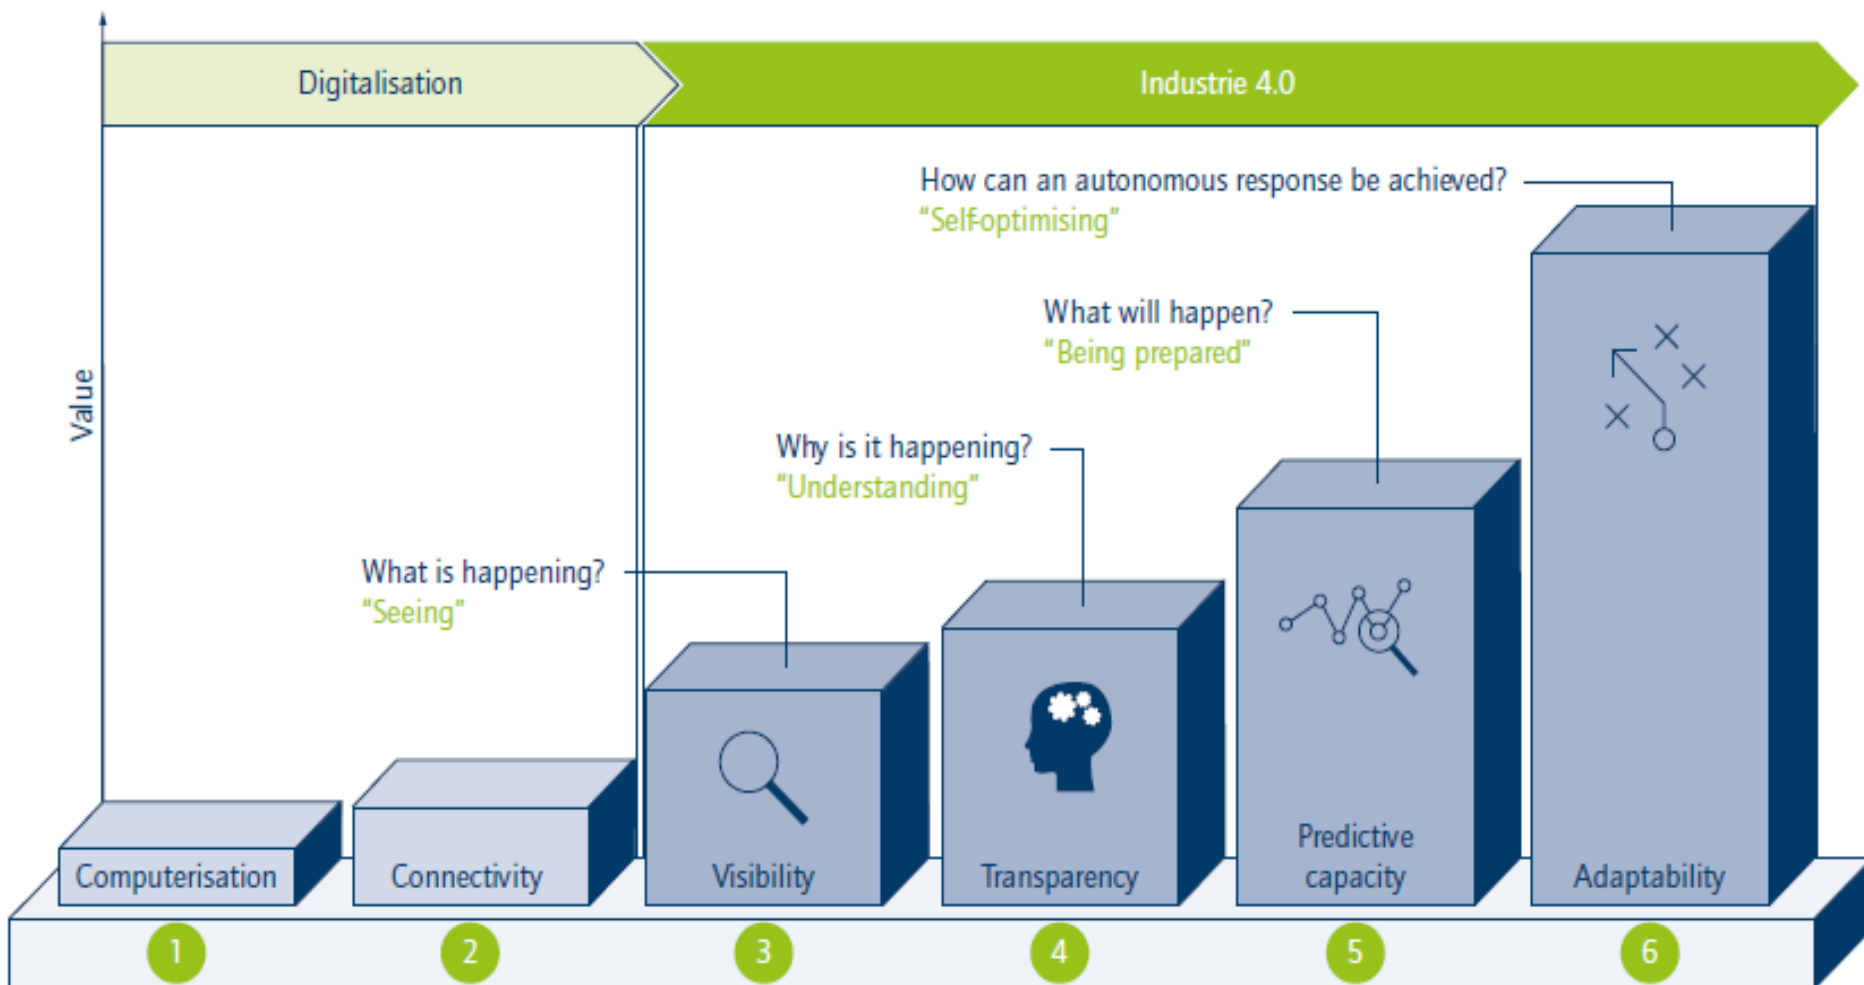 Digitalisation
Industrie 4.0
How can an autonomous response be achieved?
“Self-optimising”
What will happen?
“Being prepared”
Value
Why is it happening?
“Understanding”
What is happening?
“Seeing”
Computerisation
Connectivity
Visibility
Transparency
Predictive
capacity
Adaptability
1
2
3
4
5
6